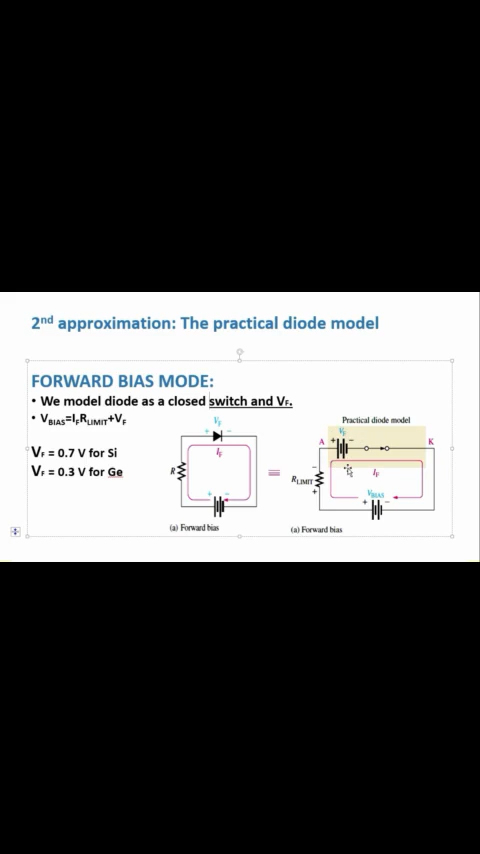 2nd approximation: The practical diode model
FORWARD BIAS MODE:
• We model diode as a closed switch and VF.
• VBIAS=IFRLIMIT+VF
VF = 0.7 V for Si
VF = 0.3 V for Ge
VF
+ −
IF
R
+ −
(a) Forward bias
=
Practical diode model
VF
A + − K
− 
RLIMIT
+
IF
VBIAS
+ −
(a) Forward bias